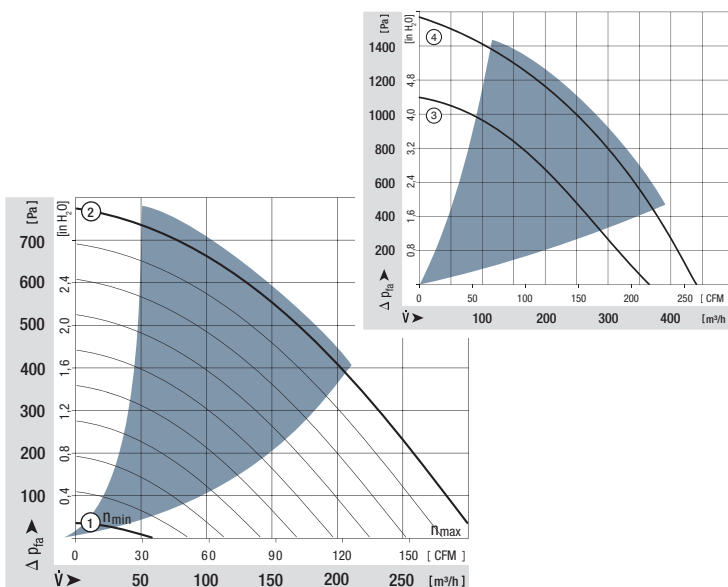 [Pa]
[in H2O]
1400
1200
1000
800
600
400
200
4,8
4,0
3,2
2,4
1,6
0,8
④
③
Δ pfa ➤
0 50 100 150 200 250 [ CFM
V̇ ➤ 100 200 300 400 [m³/h
[Pa]
[in H2O]
700
600
500
400
300
200
100
2,4
2,0
1,6
1,2
0,8
0,4
②
① nmin
nmax
Δ pfa ➤
0 30 60 90 120 150 [ CFM]
V̇ ➤ 50 100 150 200 250 [m³/h]